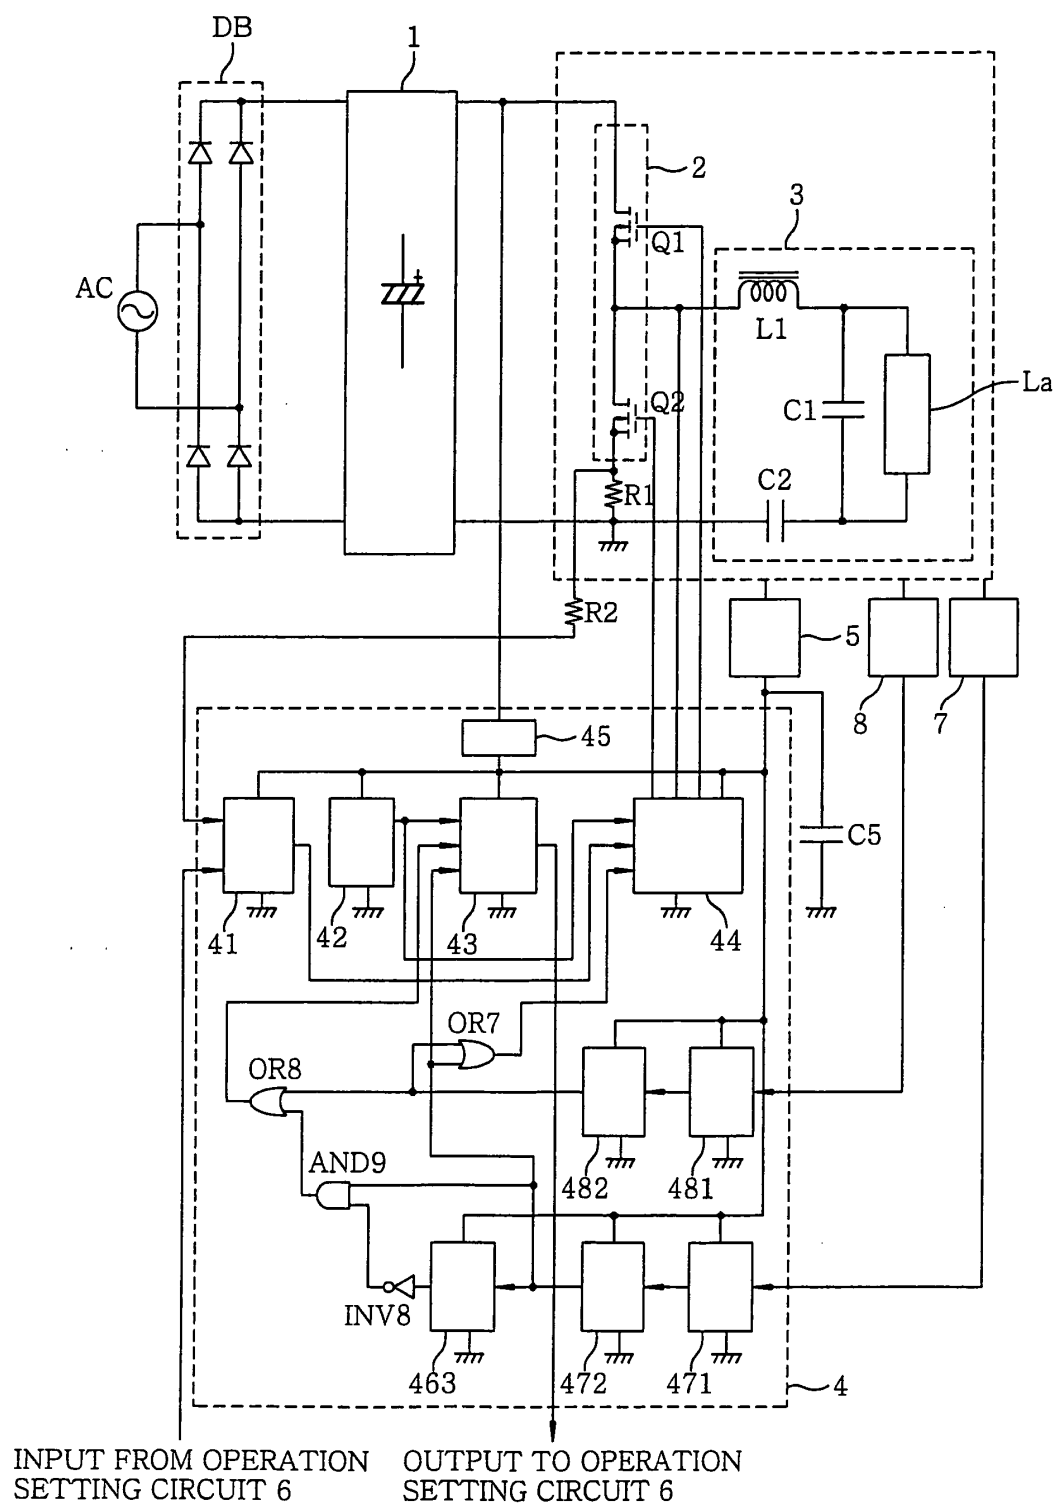 DB
1
2
3
AC
Q1
L1
La
Q2
C1
R1
C2
R2
5
8
7
45
C5
41
42
43
44
OR7
OR8
AND9
482
481
INV8
463
472
471
4
INPUT FROM OPERATION
SETTING CIRCUIT 6
OUTPUT TO OPERATION
SETTING CIRCUIT 6